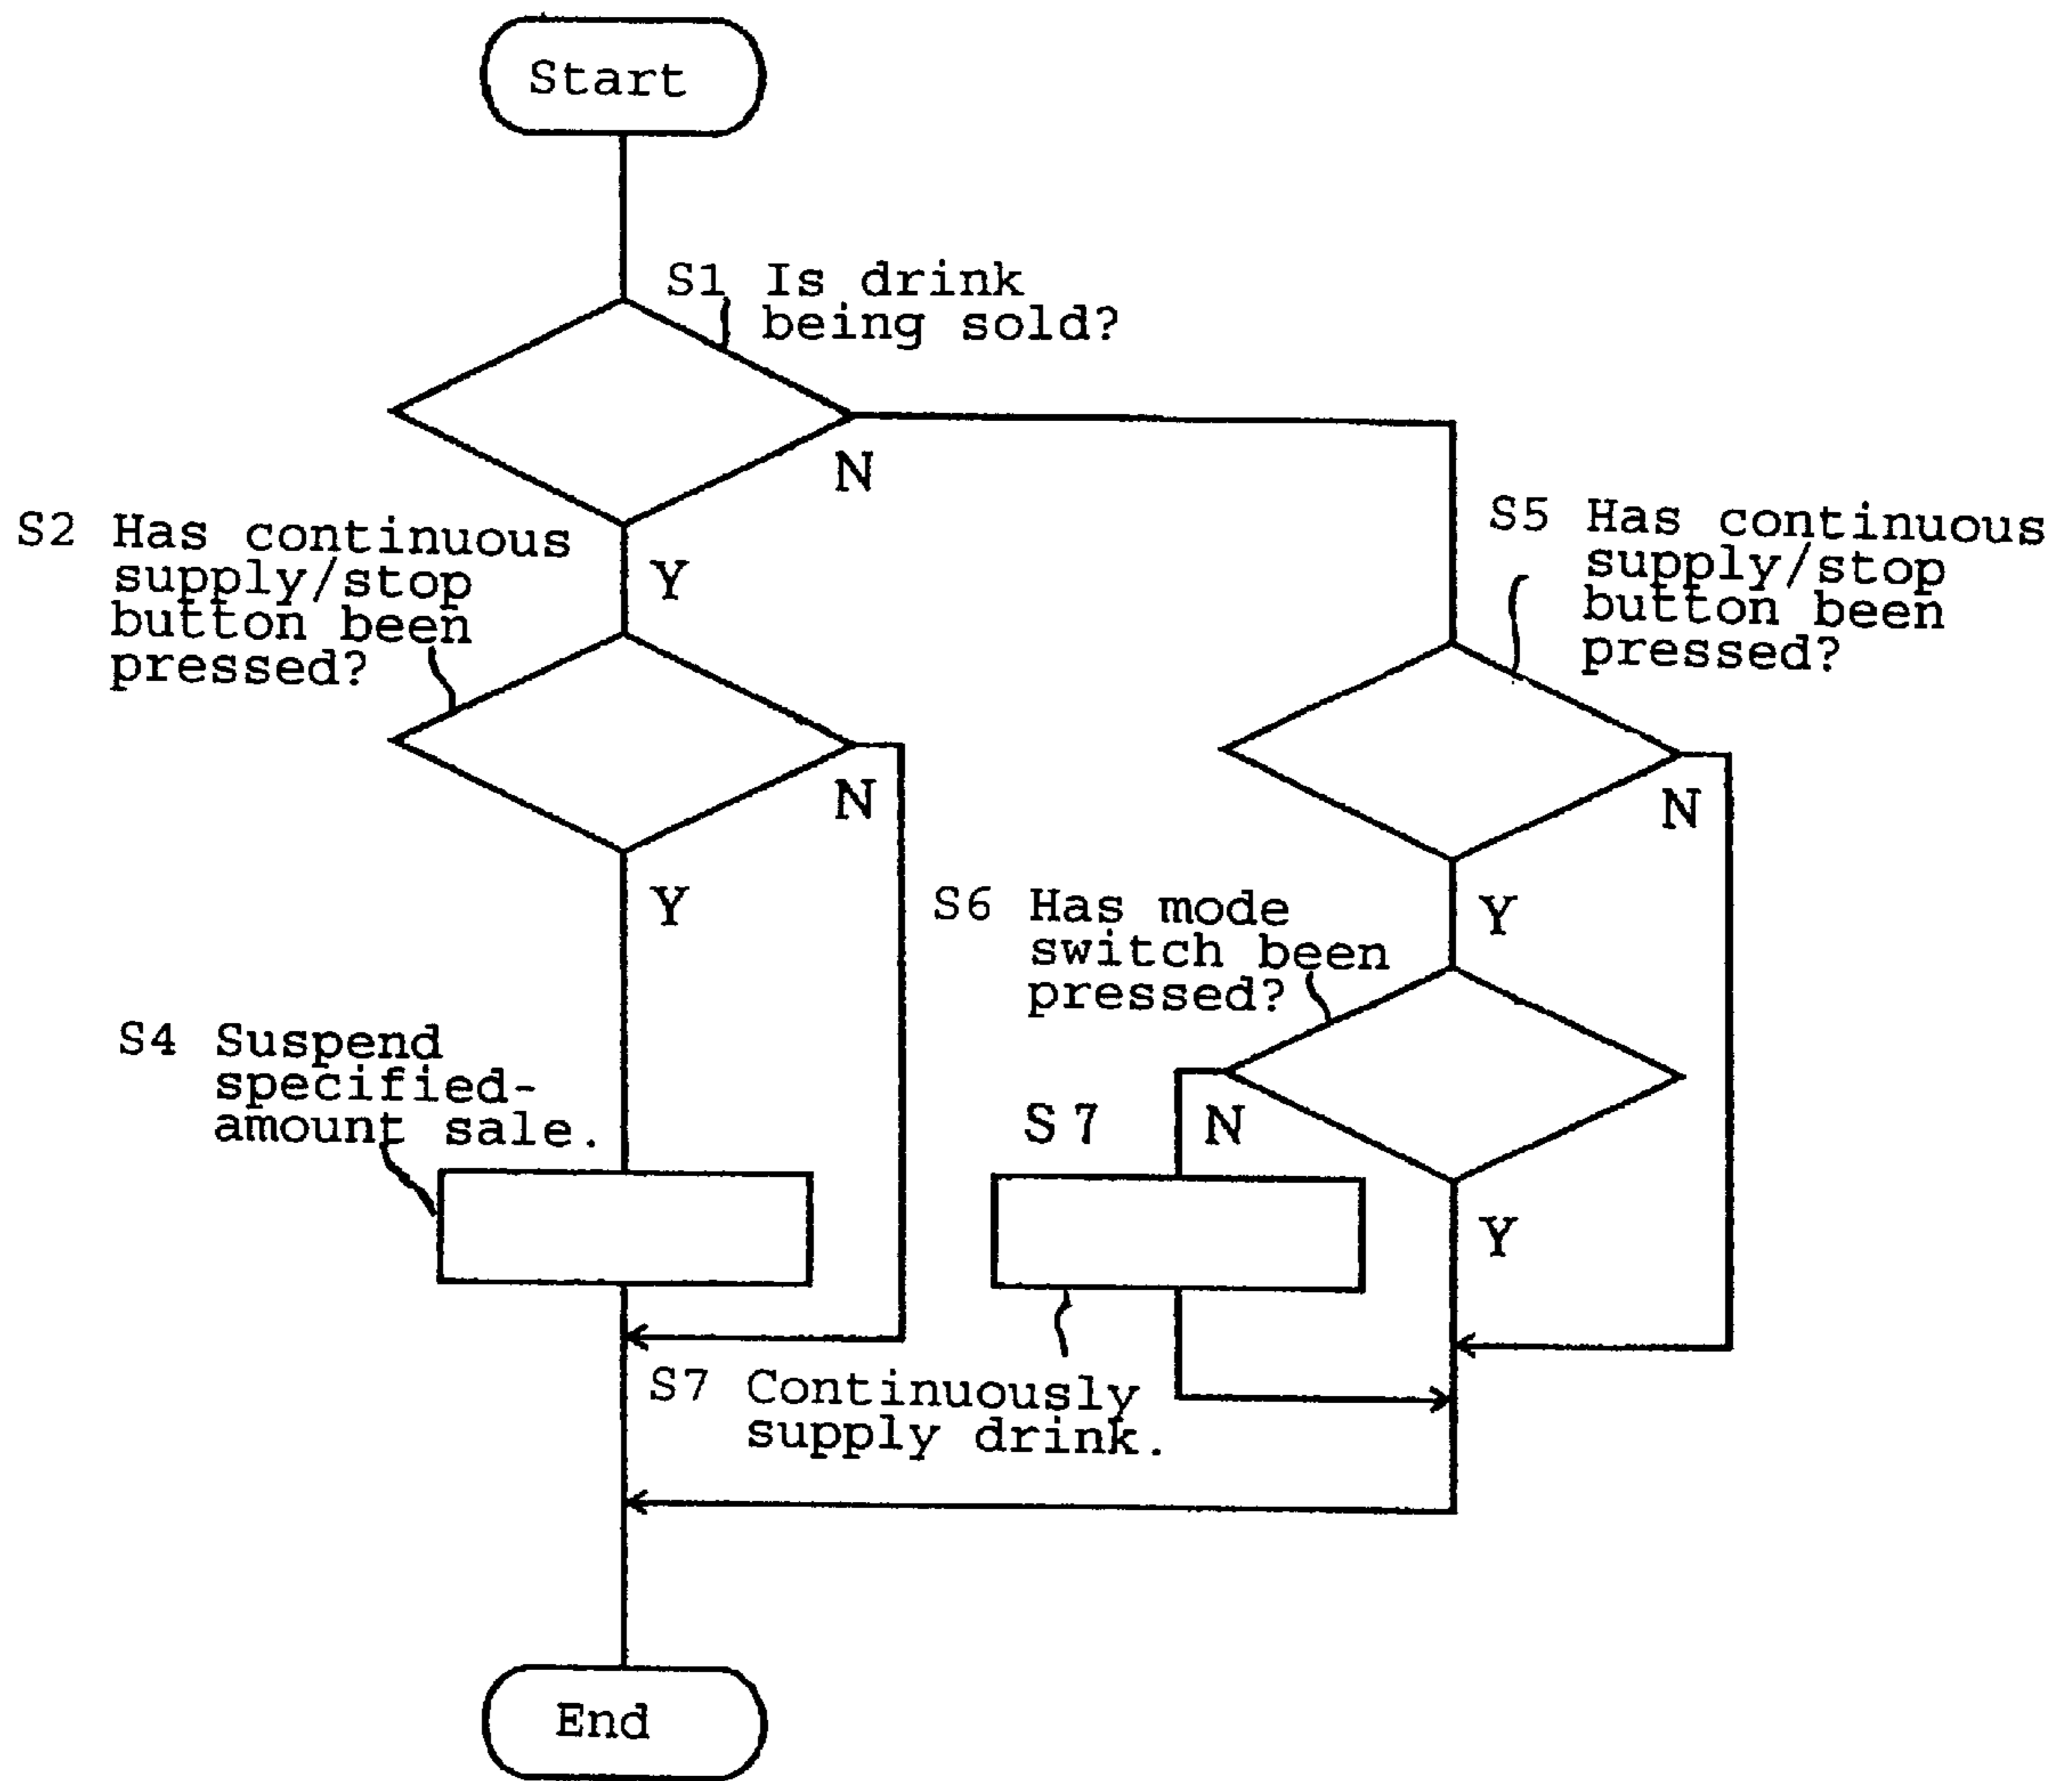 Start
S1 Is drink
being sold?
N
Y
S2 Has continuous
supply/stop
button been
pressed?
N
Y
S4 Suspend
specified-
amount sale.
S5 Has continuous
supply/stop
button been
pressed?
N
Y
S6 Has mode
switch been
pressed?
N
Y
S7
S7 Continuously
supply drink.
End